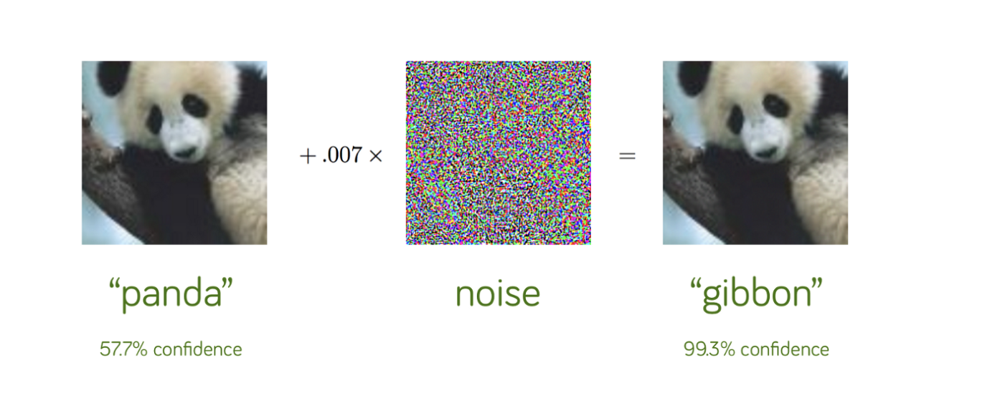 + .007 ×
=
“panda”
noise
“gibbon”
57.7% confidence
99.3% confidence